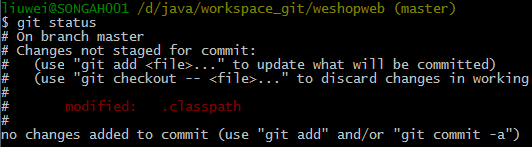 liuwei@SONGAH001 /d/java/workspace_git/weshopweb (master)
$ git status
# On branch master
# Changes not staged for commit:
#   (use "git add <file>..." to update what will be committed)
#   (use "git checkout -- <file>..." to discard changes in working
#
#       modified:   .classpath
#
no changes added to commit (use "git add" and/or "git commit -a")